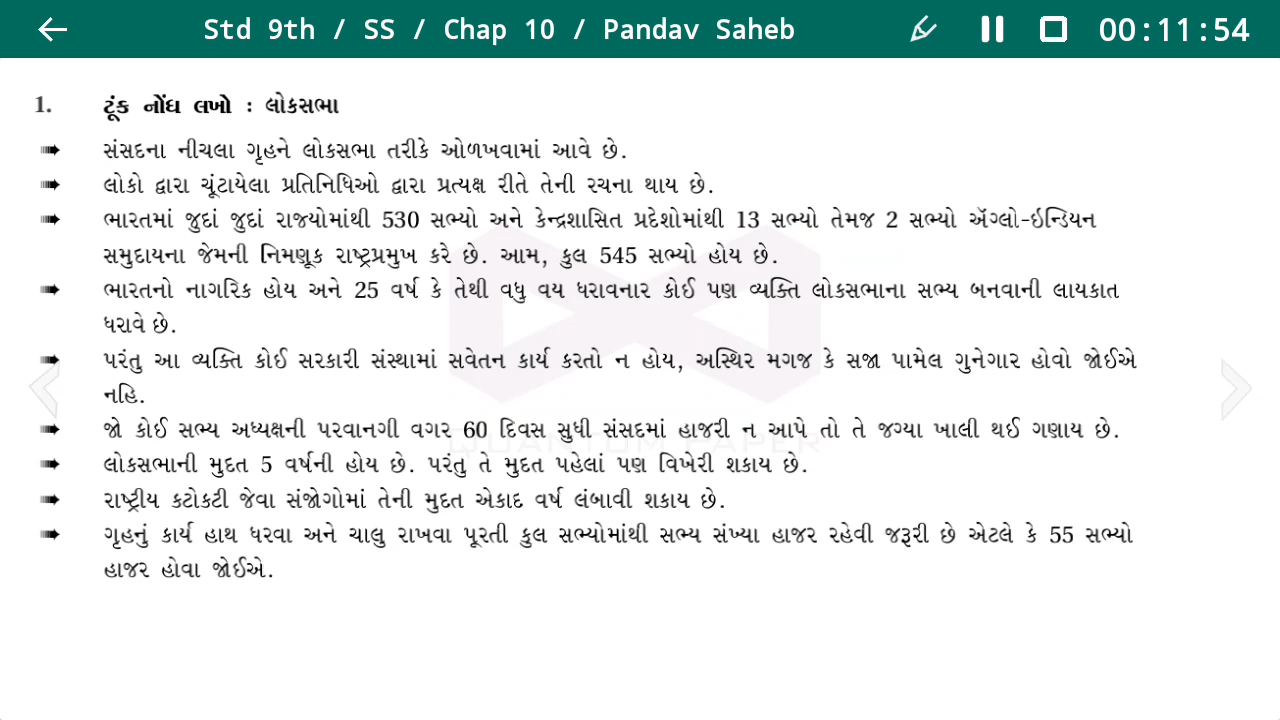 Std 9th / SS / Chap 10 / Pandav Saheb
00:11:54
1. ટૂંક નોંધ લખો : લોકસભા
➠ સંસદના નીચલા ગૃહને લોકસભા તરીકે ઓળખવામાં આવે છે.
➠ લોકો દ્વારા ચૂંટાયેલા પ્રતિનિધિઓ દ્વારા પ્રત્યક્ષ રીતે તેની રચના થાય છે.
➠ ભારતમાં જુદાં જુદાં રાજ્યોમાંથી 530 સભ્યો અને કેન્દ્રશાસિત પ્રદેશોમાંથી 13 સભ્યો તેમજ 2 સભ્યો ઍંગ્લો-ઇન્ડિયન
સમુદાયના જેમની નિમણૂક રાષ્ટ્રપ્રમુખ કરે છે. આમ, કુલ 545 સભ્યો હોય છે.
➠ ભારતનો નાગરિક હોય અને 25 વર્ષ કે તેથી વધુ વય ધરાવનાર કોઈ પણ વ્યક્તિ લોકસભાના સભ્ય બનવાની લાયકાત
ધરાવે છે.
➠ પરંતુ આ વ્યક્તિ કોઈ સરકારી સંસ્થામાં સવેતન કાર્ય કરતો ન હોય, અસ્થિર મગજ કે સજા પામેલ ગુનેગાર હોવો જોઈએ
નહિ.
➠ જો કોઈ સભ્ય અધ્યક્ષની પરવાનગી વગર 60 દિવસ સુધી સંસદમાં હાજરી ન આપે તો તે જગ્યા ખાલી થઈ ગણાય છે.
QUANTUM PAPER
➠ લોકસભાની મુદત 5 વર્ષની હોય છે. પરંતુ તે મુદત પહેલાં પણ વિખેરી શકાય છે.
➠ રાષ્ટ્રીય કટોકટી જેવા સંજોગોમાં તેની મુદત એકાદ વર્ષ લંબાવી શકાય છે.
➠ ગૃહનું કાર્ય હાથ ધરવા અને ચાલુ રાખવા પૂરતી કુલ સભ્યોમાંથી સભ્ય સંખ્યા હાજર રહેવી જરૂરી છે એટલે કે 55 સભ્યો
હાજર હોવા જોઈએ.